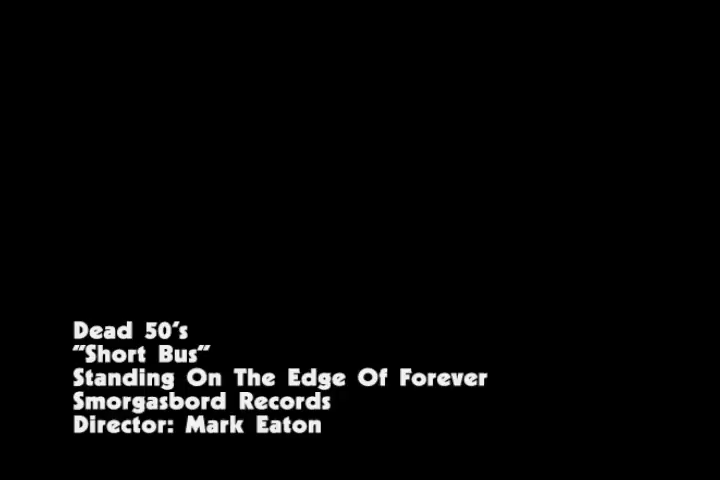 Dead 50's
"Short Bus"
Standing On The Edge Of Forever
Smorgasbord Records
Director: Mark Eaton